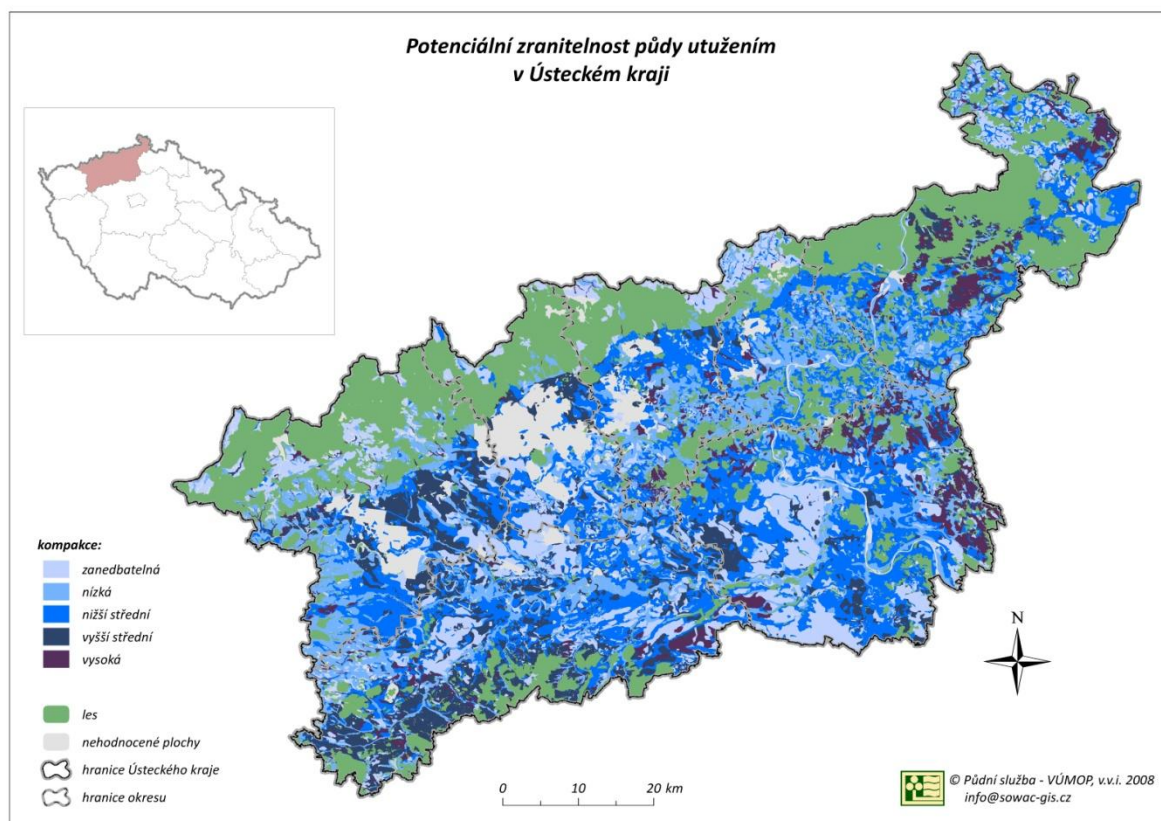 Potenciální zranitelnost půdy utužením
v Ústeckém kraji
kompakce:
zanedbatelná
nízká
nižší střední
vyšší střední
vysoká
les
nehodnocené plochy
hranice Ústeckého kraje
hranice okresu
N
0 10 20 km
© Půdní služba - VÚMOP, v.v.i. 2008
info@sowac-gis.cz